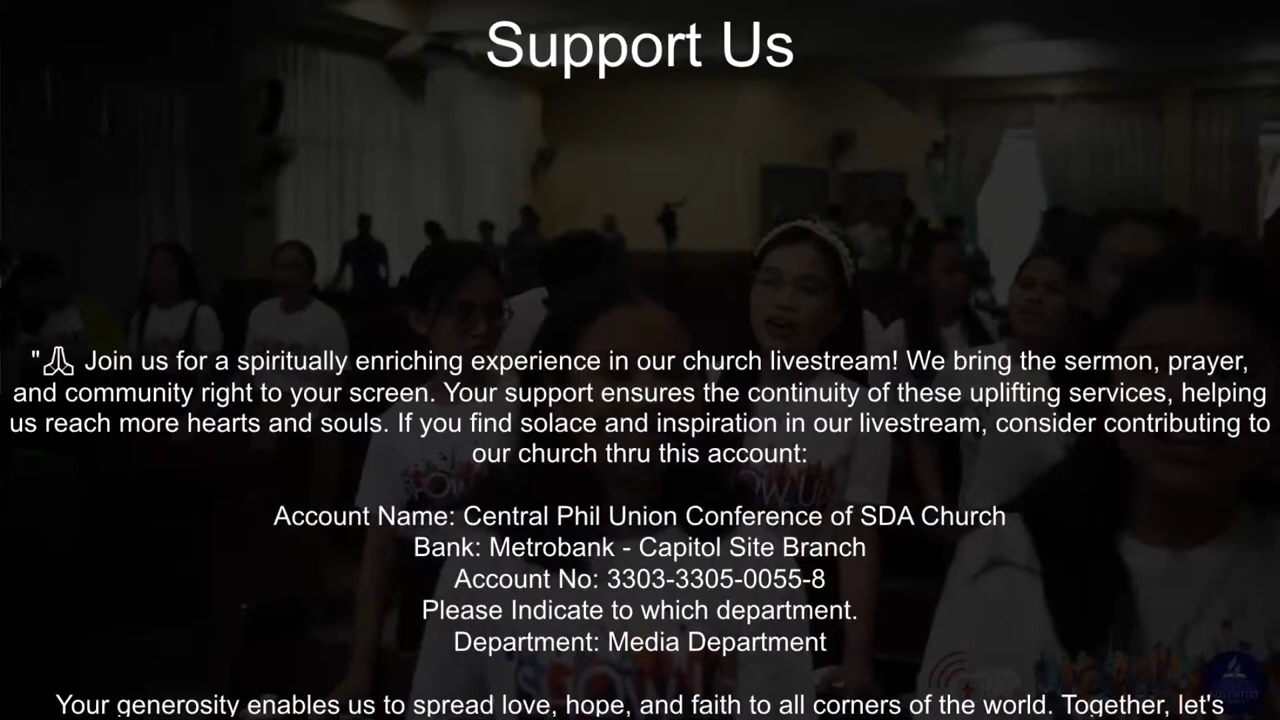 Support Us
"🙏 Join us for a spiritually enriching experience in our church livestream! We bring the sermon, prayer,
and community right to your screen. Your support ensures the continuity of these uplifting services, helping
us reach more hearts and souls. If you find solace and inspiration in our livestream, consider contributing to
our church thru this account:
Account Name: Central Phil Union Conference of SDA Church
Bank: Metrobank - Capitol Site Branch
Account No: 3303-3305-0055-8
Please Indicate to which department.
Department: Media Department
Your generosity enables us to spread love, hope, and faith to all corners of the world. Together, let's